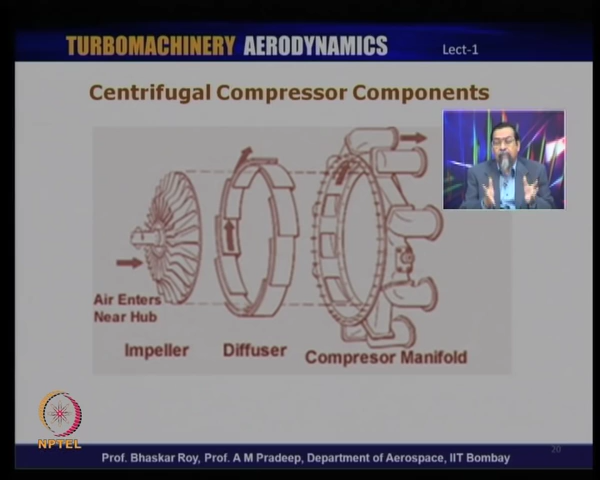 TURBOMACHINERY AERODYNAMICS
Lect-1
Centrifugal Compressor Components
Air Enters
Near Hub
Impeller
Diffuser
Compresor Manifold
NPTEL
Prof. Bhaskar Roy, Prof. A M Pradeep, Department of Aerospace, IIT Bombay
20